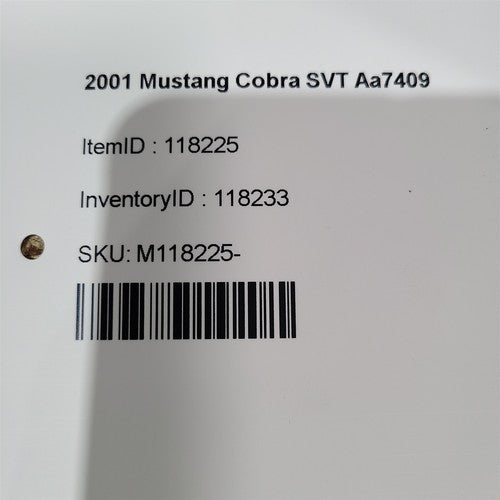 2001 Mustang Cobra SVT Aa7409
ItemID : 118225
InventoryID : 118233
SKU: M118225-